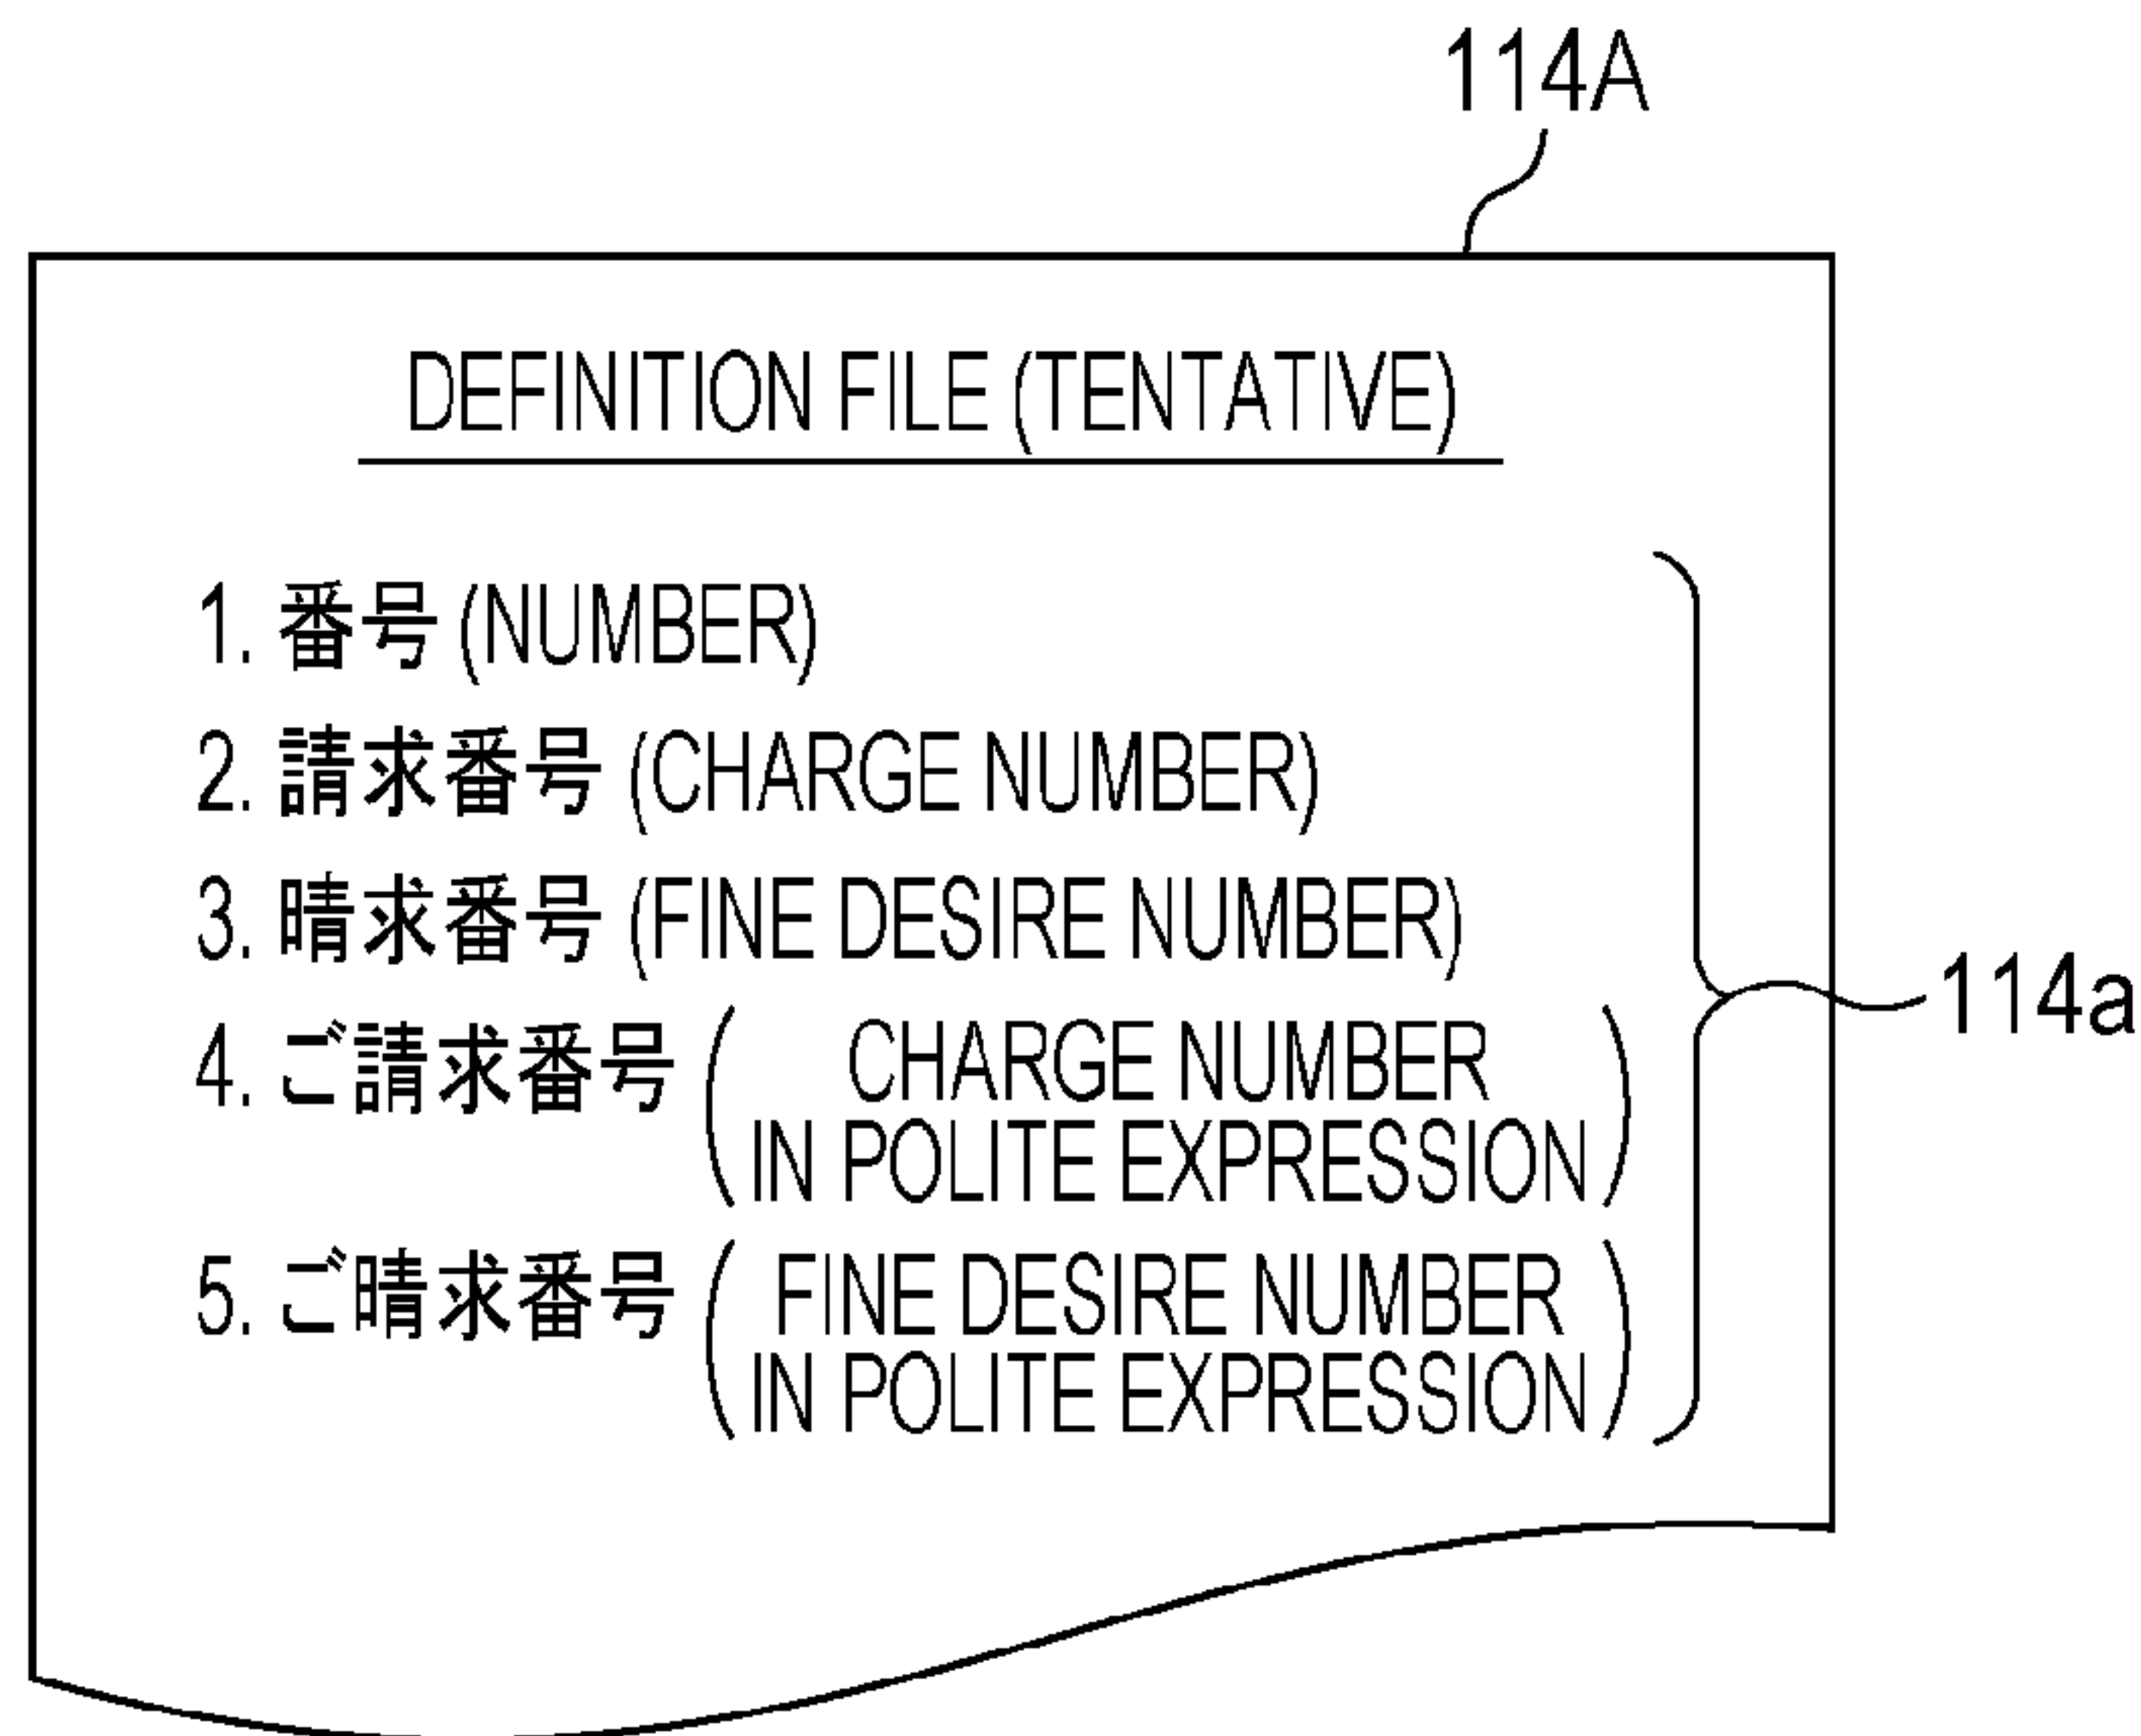 114A
DEFINITION FILE (TENTATIVE)
1. 番号 (NUMBER)
2. 請求番号 (CHARGE NUMBER)
3. 晴求番号 (FINE DESIRE NUMBER)
4. ご請求番号 (CHARGE NUMBER
IN POLITE EXPRESSION)
5. ご晴求番号 (FINE DESIRE NUMBER
IN POLITE EXPRESSION)
114a